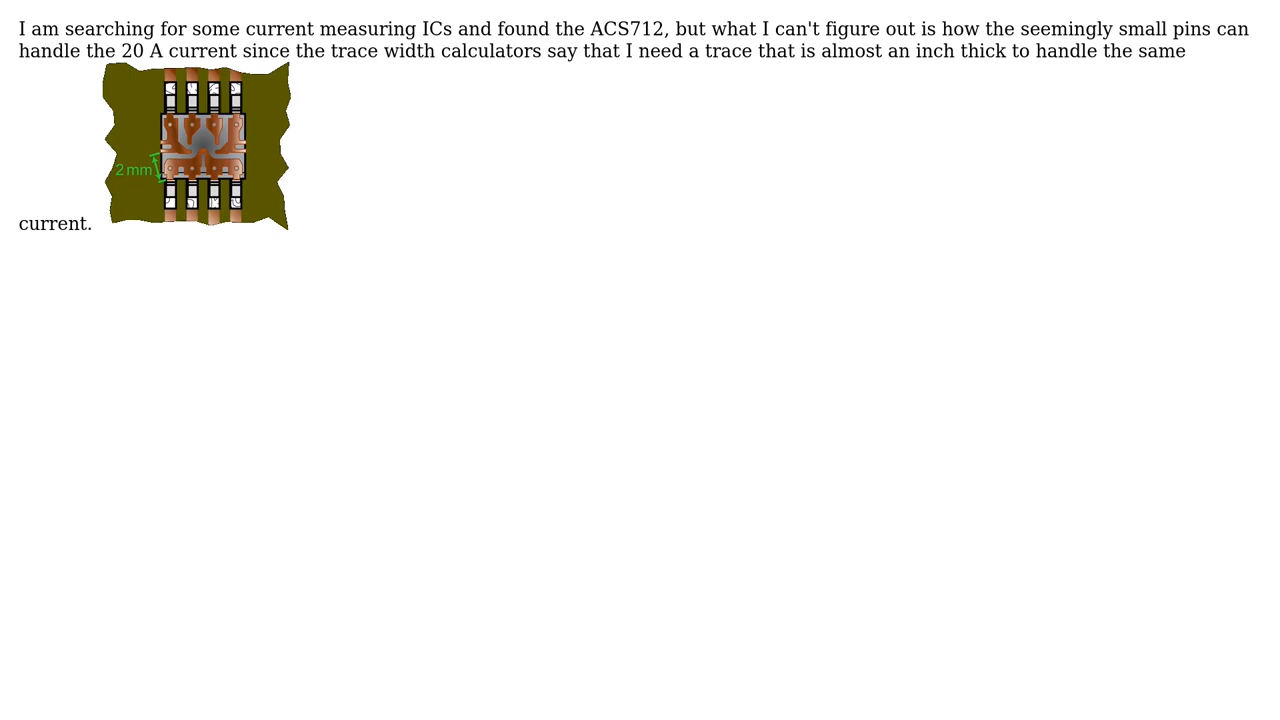 I am searching for some current measuring ICs and found the ACS712, but what I can't figure out is how the seemingly small pins can
handle the 20 A current since the trace width calculators say that I need a trace that is almost an inch thick to handle the same
2 mm
current.